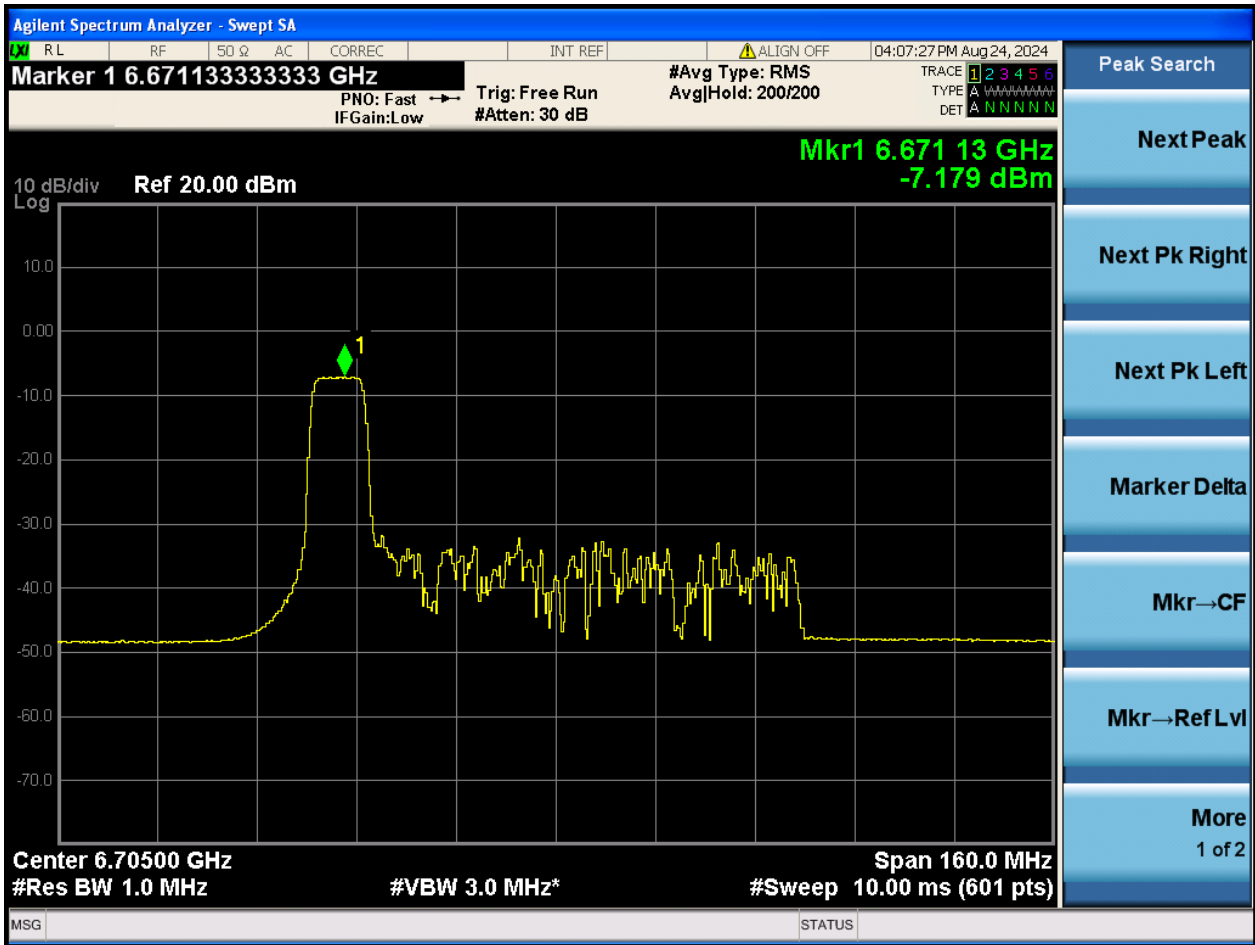 Agilent Spectrum Analyzer - Swept SA
LXI RL RF 50 Ω AC CORREC INT REF ALIGN OFF 04:07:27 PM Aug 24, 2024
Marker 1 6.671133333333 GHz
PNO: Fast
IFGain:Low
Trig: Free Run
#Atten: 30 dB
#Avg Type: RMS
Avg|Hold: 200/200
TRACE 1 2 3 4 5 6
TYPE A WWWWW
DET A N N N N N
Mkr1 6.671 13 GHz
-7.179 dBm
10 dB/div Ref 20.00 dBm
Log
10.0
0.00
1
-10.0
-20.0
-30.0
-40.0
-50.0
-60.0
-70.0
Center 6.70500 GHz Span 160.0 MHz
#Res BW 1.0 MHz #VBW 3.0 MHz* #Sweep 10.00 ms (601 pts)
MSG STATUS
Peak Search
Next Peak
Next Pk Right
Next Pk Left
Marker Delta
Mkr→CF
Mkr→Ref Lvl
More
1 of 2